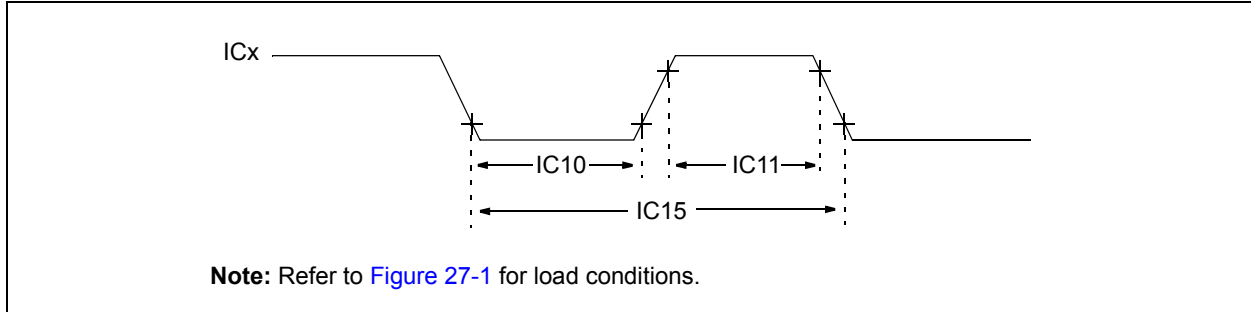 ICx
IC10
IC11
IC15
Note: Refer to Figure 27-1 for load conditions.